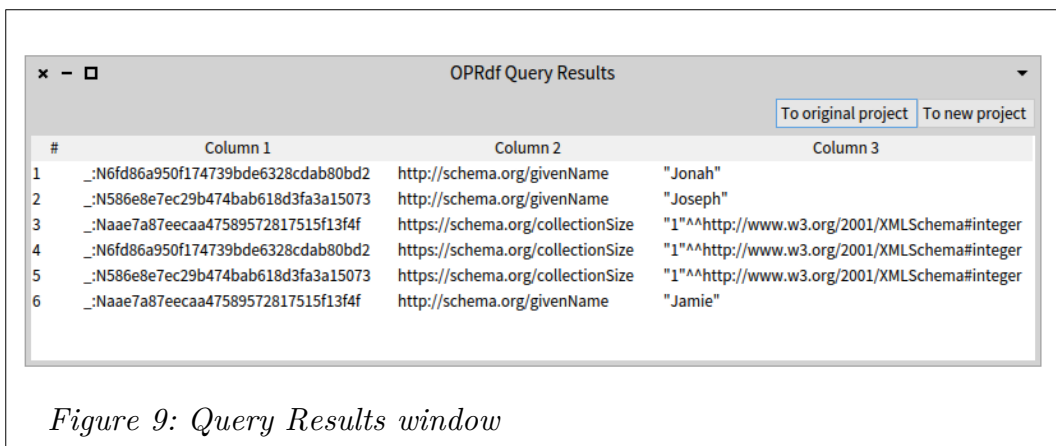 OPRdf Query Results
To original project To new project
# Column 1 Column 2 Column 3
1 _:N6fd86a950f174739bde6328cdab80bd2 http://schema.org/givenName "Jonah"
2 _:N586e8e7ec29b474bab618d3fa3a15073 http://schema.org/givenName "Joseph"
3 _:Naae7a87eecaa47589572817515f13f4f https://schema.org/collectionSize "1"^^http://www.w3.org/2001/XMLSchema#integer
4 _:N6fd86a950f174739bde6328cdab80bd2 https://schema.org/collectionSize "1"^^http://www.w3.org/2001/XMLSchema#integer
5 _:N586e8e7ec29b474bab618d3fa3a15073 https://schema.org/collectionSize "1"^^http://www.w3.org/2001/XMLSchema#integer
6 _:Naae7a87eecaa47589572817515f13f4f http://schema.org/givenName "Jamie"
Figure 9: Query Results window